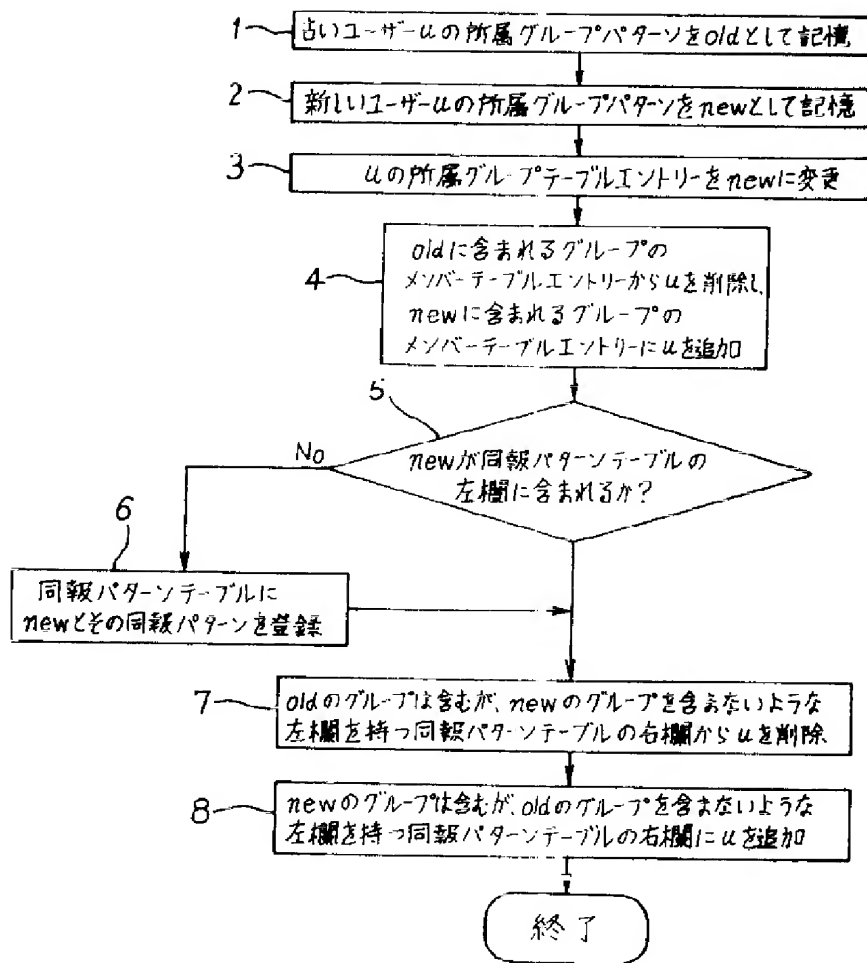 1
古いユーザーuの所属グループパターンをoldとして記憶
2
新しいユーザーuの所属グループパターンをnewとして記憶
3
uの所属グループテーブルエントリーをnewに変更
4
oldに含まれるグループの
メンバーテーブルエントリーからuを削除し、
newに含まれるグループの
メンバーテーブルエントリーにuを追加
5
newが同報パターンテーブルの
左欄に含まれるか?
No
6
同報パターンテーブルに
newとその同報パターンを登録
7
oldのグループは含むが、newのグループを含まないような
左欄を持つ同報パターンテーブルの右欄からuを削除
8
newのグループは含むが、oldのグループを含まないような
左欄を持つ同報パターンテーブルの右欄にuを追加
終了